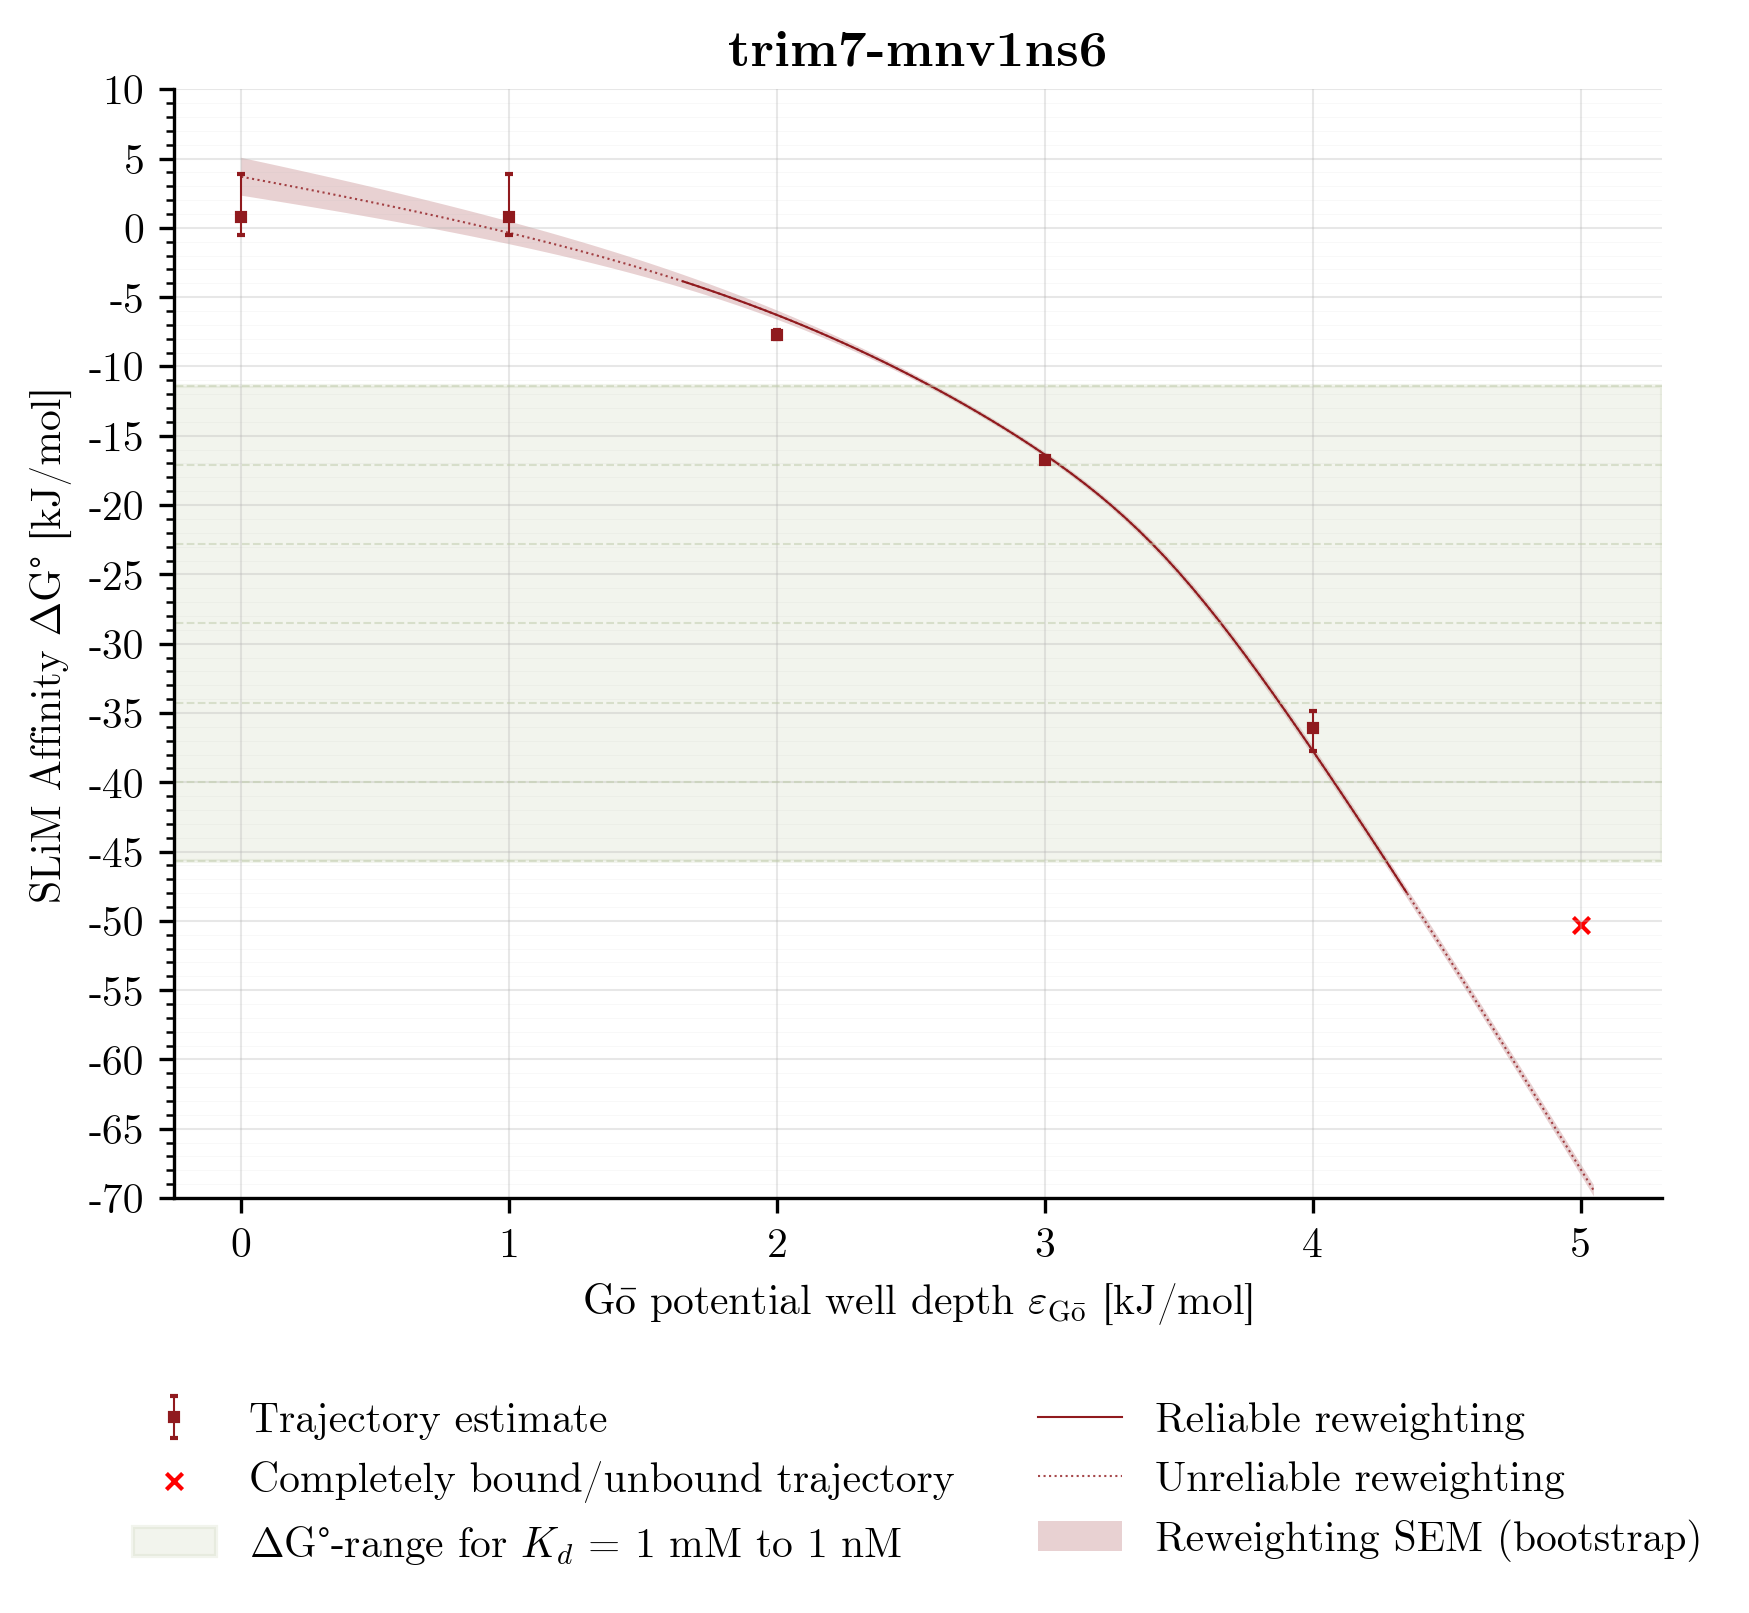 trim7-mnv1ns6
10
5
0
-5
-10
-15
-20
-25
-30
-35
-40
-45
-50
-55
-60
-65
-70
SLiM Affinity ΔG° [kJ/mol]
0 1 2 3 4 5
Gō potential well depth εGō [kJ/mol]
Trajectory estimate
Completely bound/unbound trajectory
ΔG°-range for Kd = 1 mM to 1 nM
Reliable reweighting
Unreliable reweighting
Reweighting SEM (bootstrap)